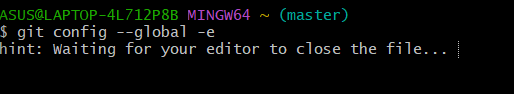 ASUS@LAPTOP-4L712P8B MINGW64 ~ (master)
$ git config --global -e
hint: Waiting for your editor to close the file...